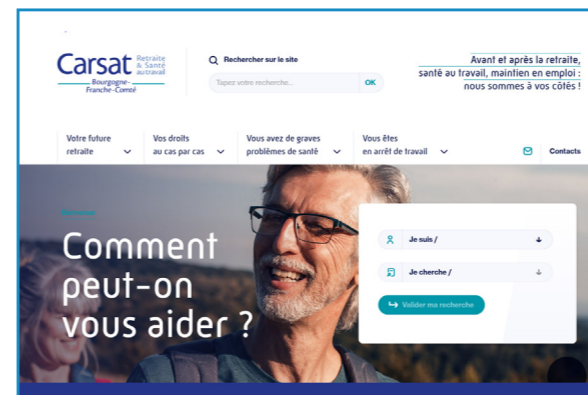 Carsat Retraite
& Santé
au travail
Bourgogne-
Franche-Comté
Rechercher sur le site
Tapez votre recherche... OK
Avant et après la retraite,
santé au travail, maintien en emploi :
nous sommes à vos côtés !
Votre future
retraite
Vos droits
au cas par cas
Vous avez de graves
problèmes de santé
Vous êtes
en arrêt de travail
Contacts
Comment
peut-on
vous aider ?
Je suis /
Je cherche /
Valider ma recherche